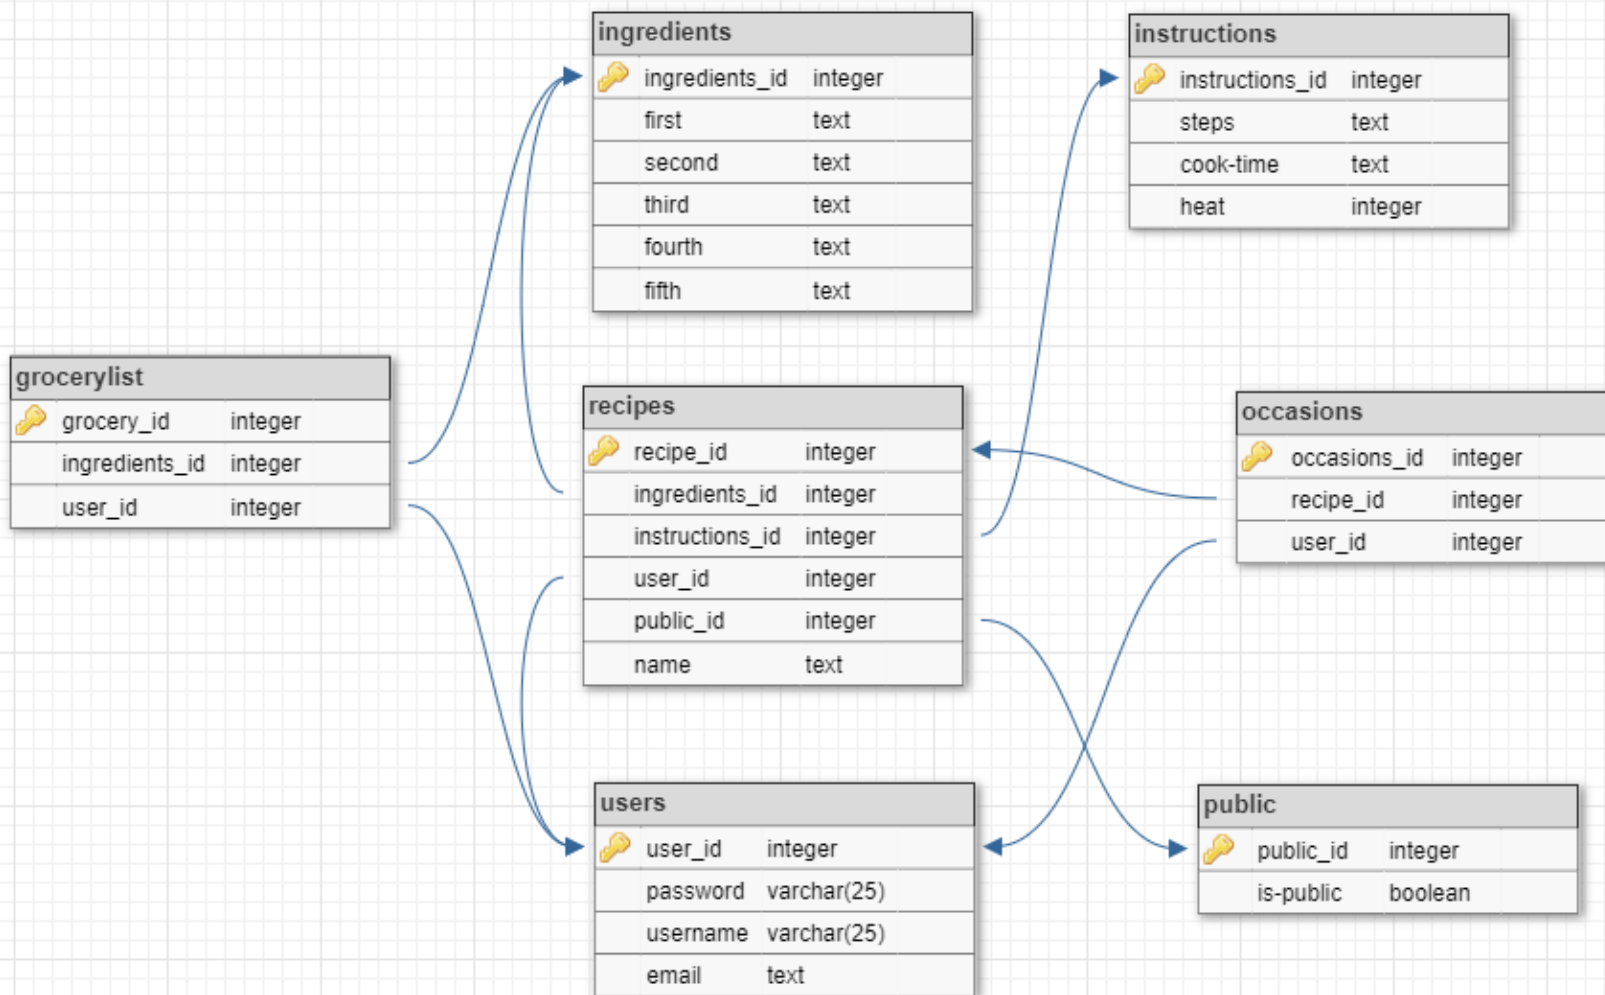 ingredients
ingredients_id integer
first text
second text
third text
fourth text
fifth text
instructions
instructions_id integer
steps text
cook-time text
heat integer
grocerylist
grocery_id integer
ingredients_id integer
user_id integer
recipes
recipe_id integer
ingredients_id integer
instructions_id integer
user_id integer
public_id integer
name text
occasions
occasions_id integer
recipe_id integer
user_id integer
users
user_id integer
password varchar(25)
username varchar(25)
email text
public
public_id integer
is-public boolean